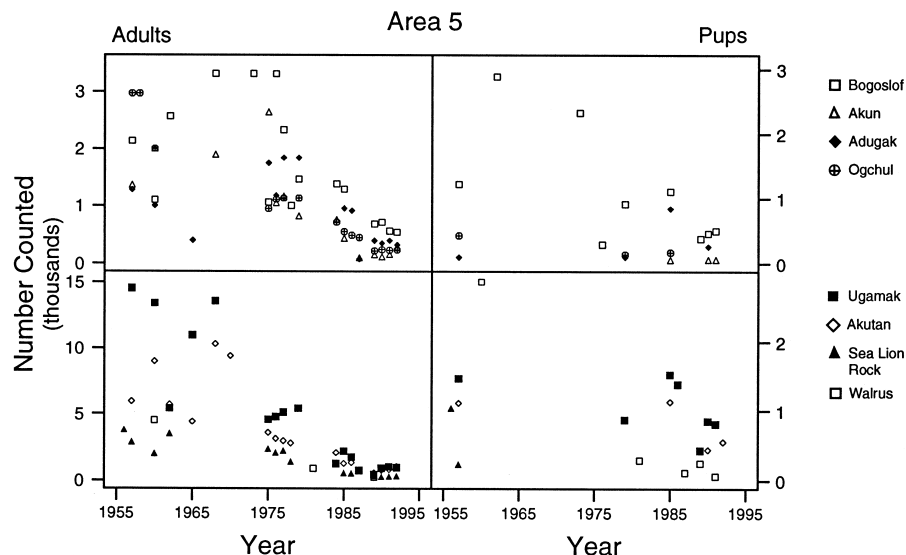 Area 5
Adults
Pups
Number Counted
(thousands)
3
2
1
0
3
2
1
0
15
10
5
0
2
1
0
1955 1965 1975 1985 1995
1955 1965 1975 1985 1995
Year
Year
Bogoslof
Akun
Adugak
Ogchul
Ugamak
Akutan
Sea Lion
Rock
Walrus